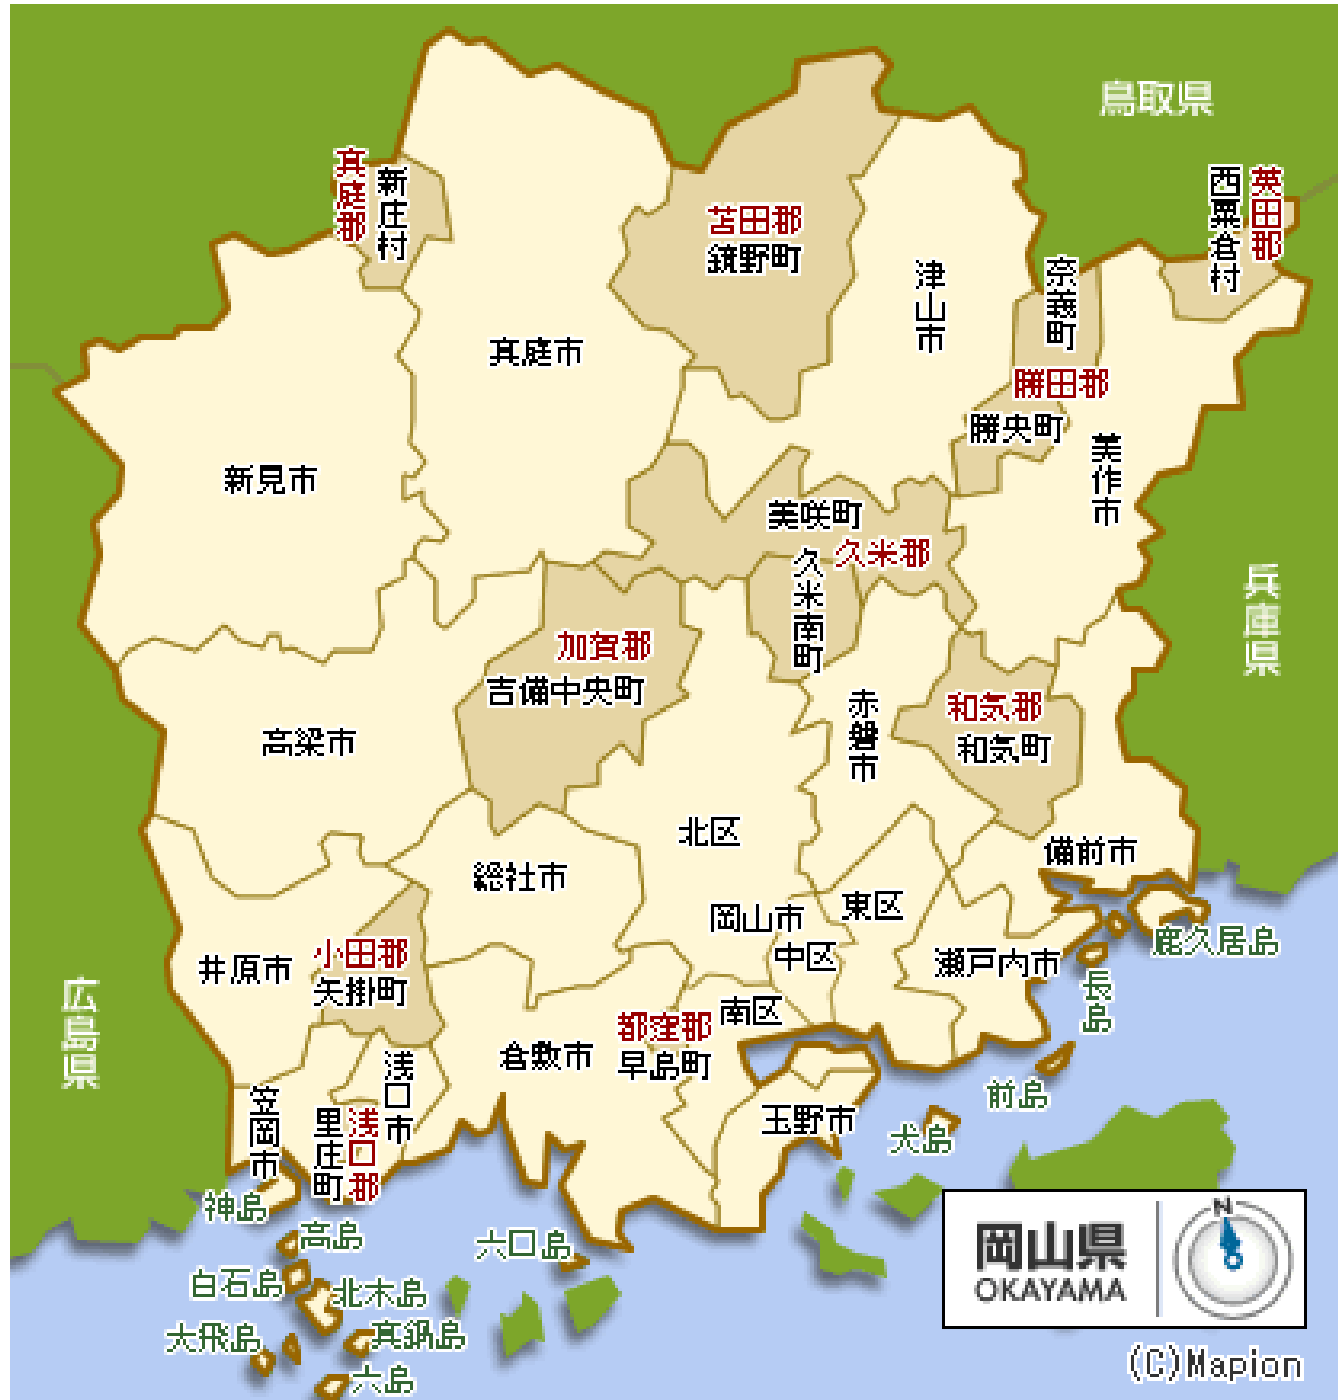 鳥取県
真庭郡
新庄村
苫田郡
鏡野町
津山市
奈義町
西粟倉村
英田郡
真庭市
勝田郡
勝央町
新見市
美作市
美咲町
久米郡
久米南町
兵庫県
加賀郡
吉備中央町
高梁市
赤磐市
和気郡
和気町
北区
備前市
総社市
岡山市
東区
中区
南区
瀬戸内市
鹿久居島
長島
井原市
小田郡
矢掛町
広島県
倉敷市
都窪郡
早島町
浅口市
笠岡市
里庄町
浅口郡
玉野市
前島
犬島
神島
高島
六口島
白石島
北木島
大飛島
真鍋島
六島
岡山県
OKAYAMA
N
(C)Mapion